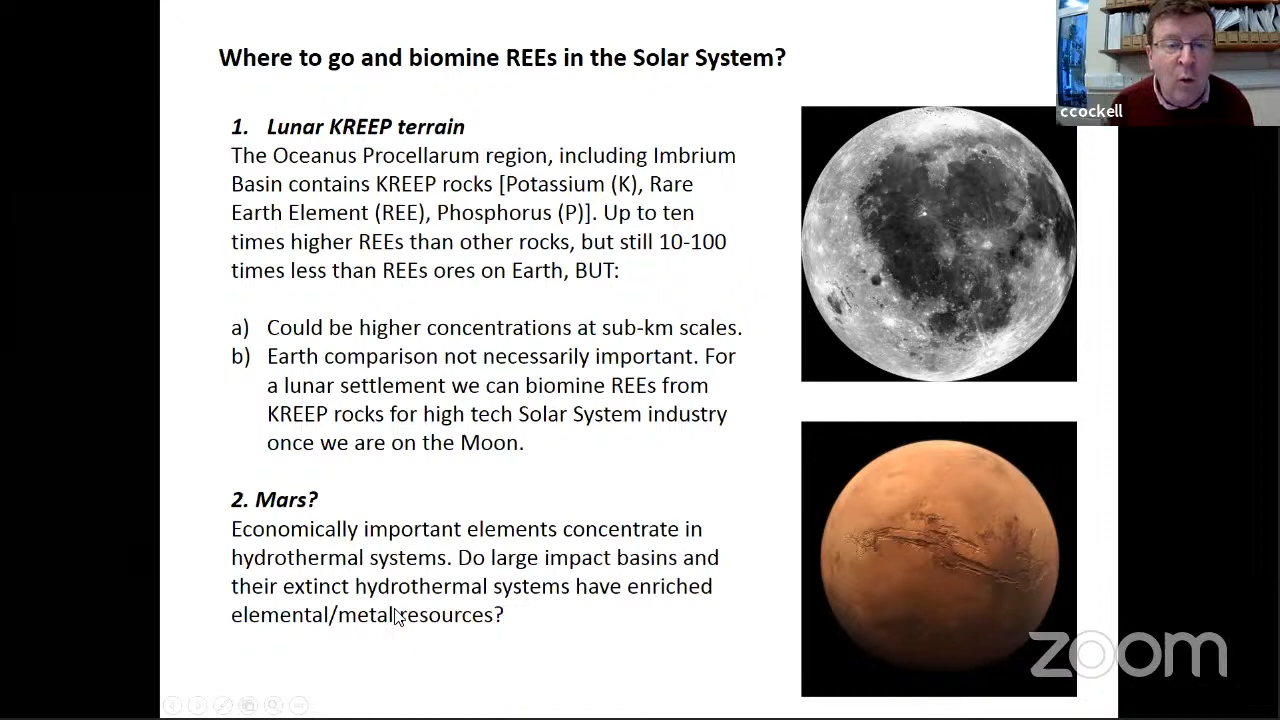 Where to go and biomine REEs in the Solar System?
ccockell
1. Lunar KREEP terrain
The Oceanus Procellarum region, including Imbrium
Basin contains KREEP rocks [Potassium (K), Rare
Earth Element (REE), Phosphorus (P)]. Up to ten
times higher REEs than other rocks, but still 10-100
times less than REEs ores on Earth, BUT:
a) Could be higher concentrations at sub-km scales.
b) Earth comparison not necessarily important. For
a lunar settlement we can biomine REEs from
KREEP rocks for high tech Solar System industry
once we are on the Moon.
2. Mars?
Economically important elements concentrate in
hydrothermal systems. Do large impact basins and
their extinct hydrothermal systems have enriched
elemental/metal resources?
zoom